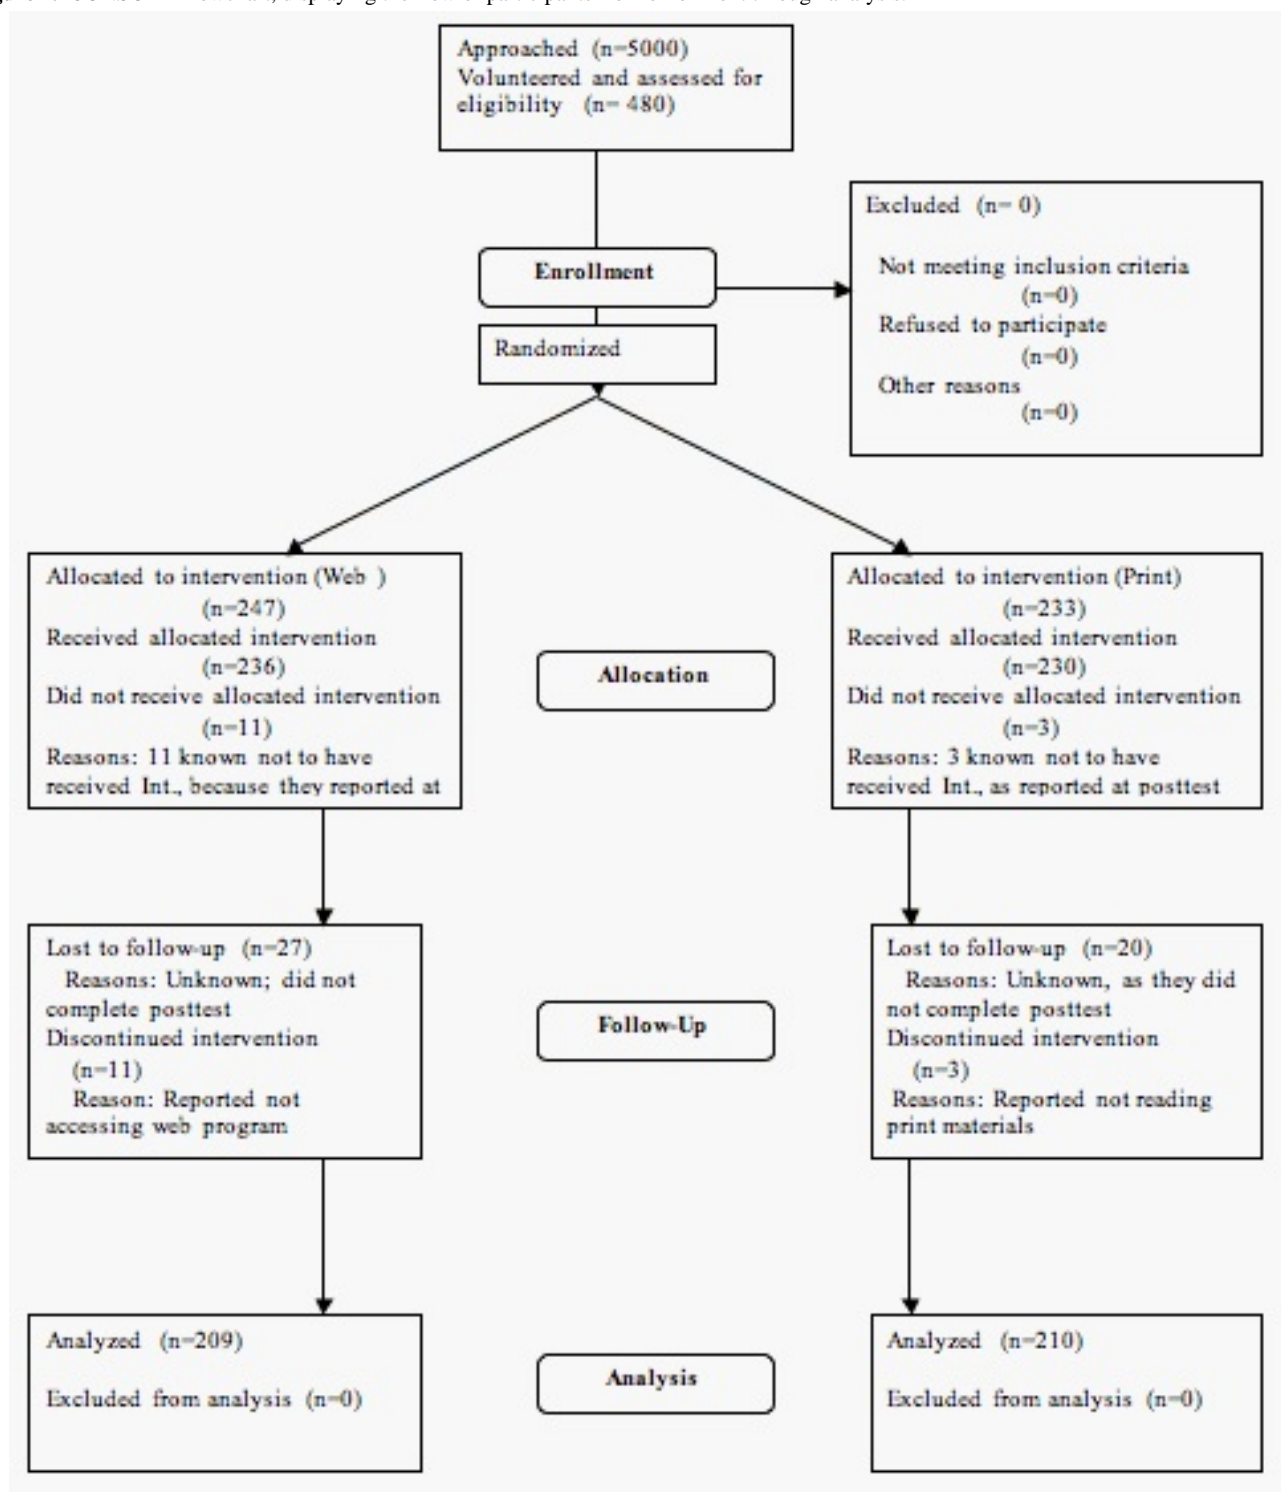 Approached (n=5000)
Volunteered and assessed for
eligibility (n= 480)
Excluded (n= 0)
Not meeting inclusion criteria
(n=0)
Refused to participate
(n=0)
Other reasons
(n=0)
Enrollment
Randomized
Allocated to intervention (Web )
(n=247)
Received allocated intervention
(n=236)
Did not receive allocated intervention
(n=11)
Reasons: 11 known not to have
received Int., because they reported at
Allocation
Allocated to intervention (Print)
(n=233)
Received allocated intervention
(n=230)
Did not receive allocated intervention
(n=3)
Reasons: 3 known not to have
received Int., as reported at posttest
Lost to follow-up (n=27)
Reasons: Unknown; did not
complete posttest
Discontinued intervention
(n=11)
Reason: Reported not
accessing web program
Follow-Up
Lost to follow-up (n=20)
Reasons: Unknown, as they did
not complete posttest
Discontinued intervention
(n=3)
Reasons: Reported not reading
print materials
Analyzed (n=209)
Excluded from analysis (n=0)
Analysis
Analyzed (n=210)
Excluded from analysis (n=0)